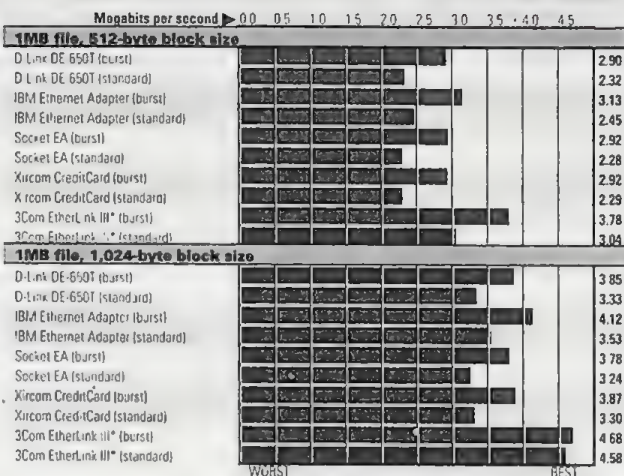 Megabits per second ▶ 0.0 0.5 1.0 1.5 2.0 2.5 3.0 3.5 4.0 4.5
1MB file, 512-byte block size
D-Link DE 650T (burst) 2.90
D-Link DE 650T (standard) 2.32
IBM Ethernet Adapter (burst) 3.13
IBM Ethernet Adapter (standard) 2.45
Socket EA (burst) 2.92
Socket EA (standard) 2.28
Xircom CreditCard (burst) 2.92
Xircom CreditCard (standard) 2.29
3Com EtherLink III* (burst) 3.78
3Com EtherLink III* (standard) 3.04
1MB file, 1,024-byte block size
D-Link DE-650T (burst) 3.85
D-Link DE-650T (standard) 3.33
IBM Ethernet Adapter (burst) 4.12
IBM Ethernet Adapter (standard) 3.53
Socket EA (burst) 3.78
Socket EA (standard) 3.24
Xircom CreditCard (burst) 3.87
Xircom CreditCard (standard) 3.30
3Com EtherLink III* (burst) 4.68
3Com EtherLink III* (standard) 4.58
WORST BEST